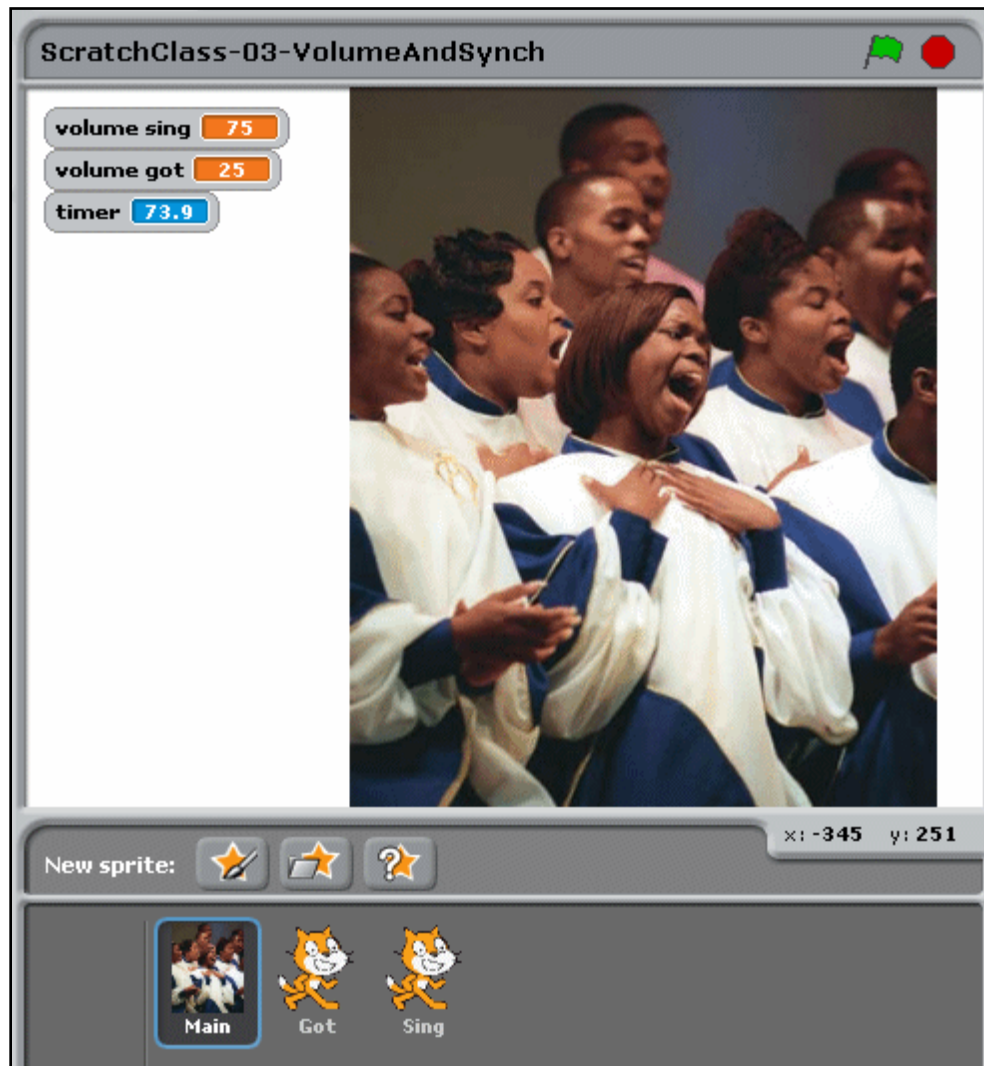 ScratchClass-03-VolumeAndSynch
volume sing 75
volume got 25
timer 73.9
x: -345 y: 251
New sprite:
Main Got Sing